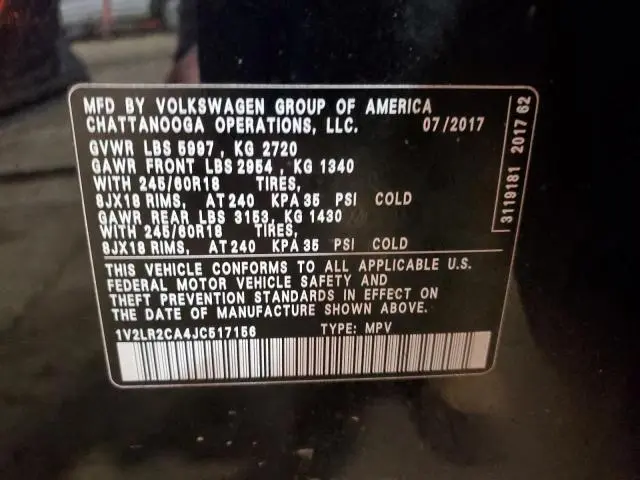 MFD BY VOLKSWAGEN GROUP OF AMERICA
CHATTANOOGA OPERATIONS, LLC. 07/2017
GVWR LBS 5997, KG 2720
GAWR FRONT LBS 2954, KG 1340
WITH 245/60R18 TIRES,
8JX18 RIMS, AT 240 KPA 35 PSI COLD
GAWR REAR LBS 3153, KG 1430
WITH 245/60R18 TIRES,
8JX18 RIMS, AT 240 KPA 35 PSI COLD
THIS VEHICLE CONFORMS TO ALL APPLICABLE U.S.
FEDERAL MOTOR VEHICLE SAFETY AND
THEFT PREVENTION STANDARDS IN EFFECT ON
THE DATE OF MANUFACTURE SHOWN ABOVE.
1V2LR2CA4JC517156 TYPE: MPV
3119181 2017 62